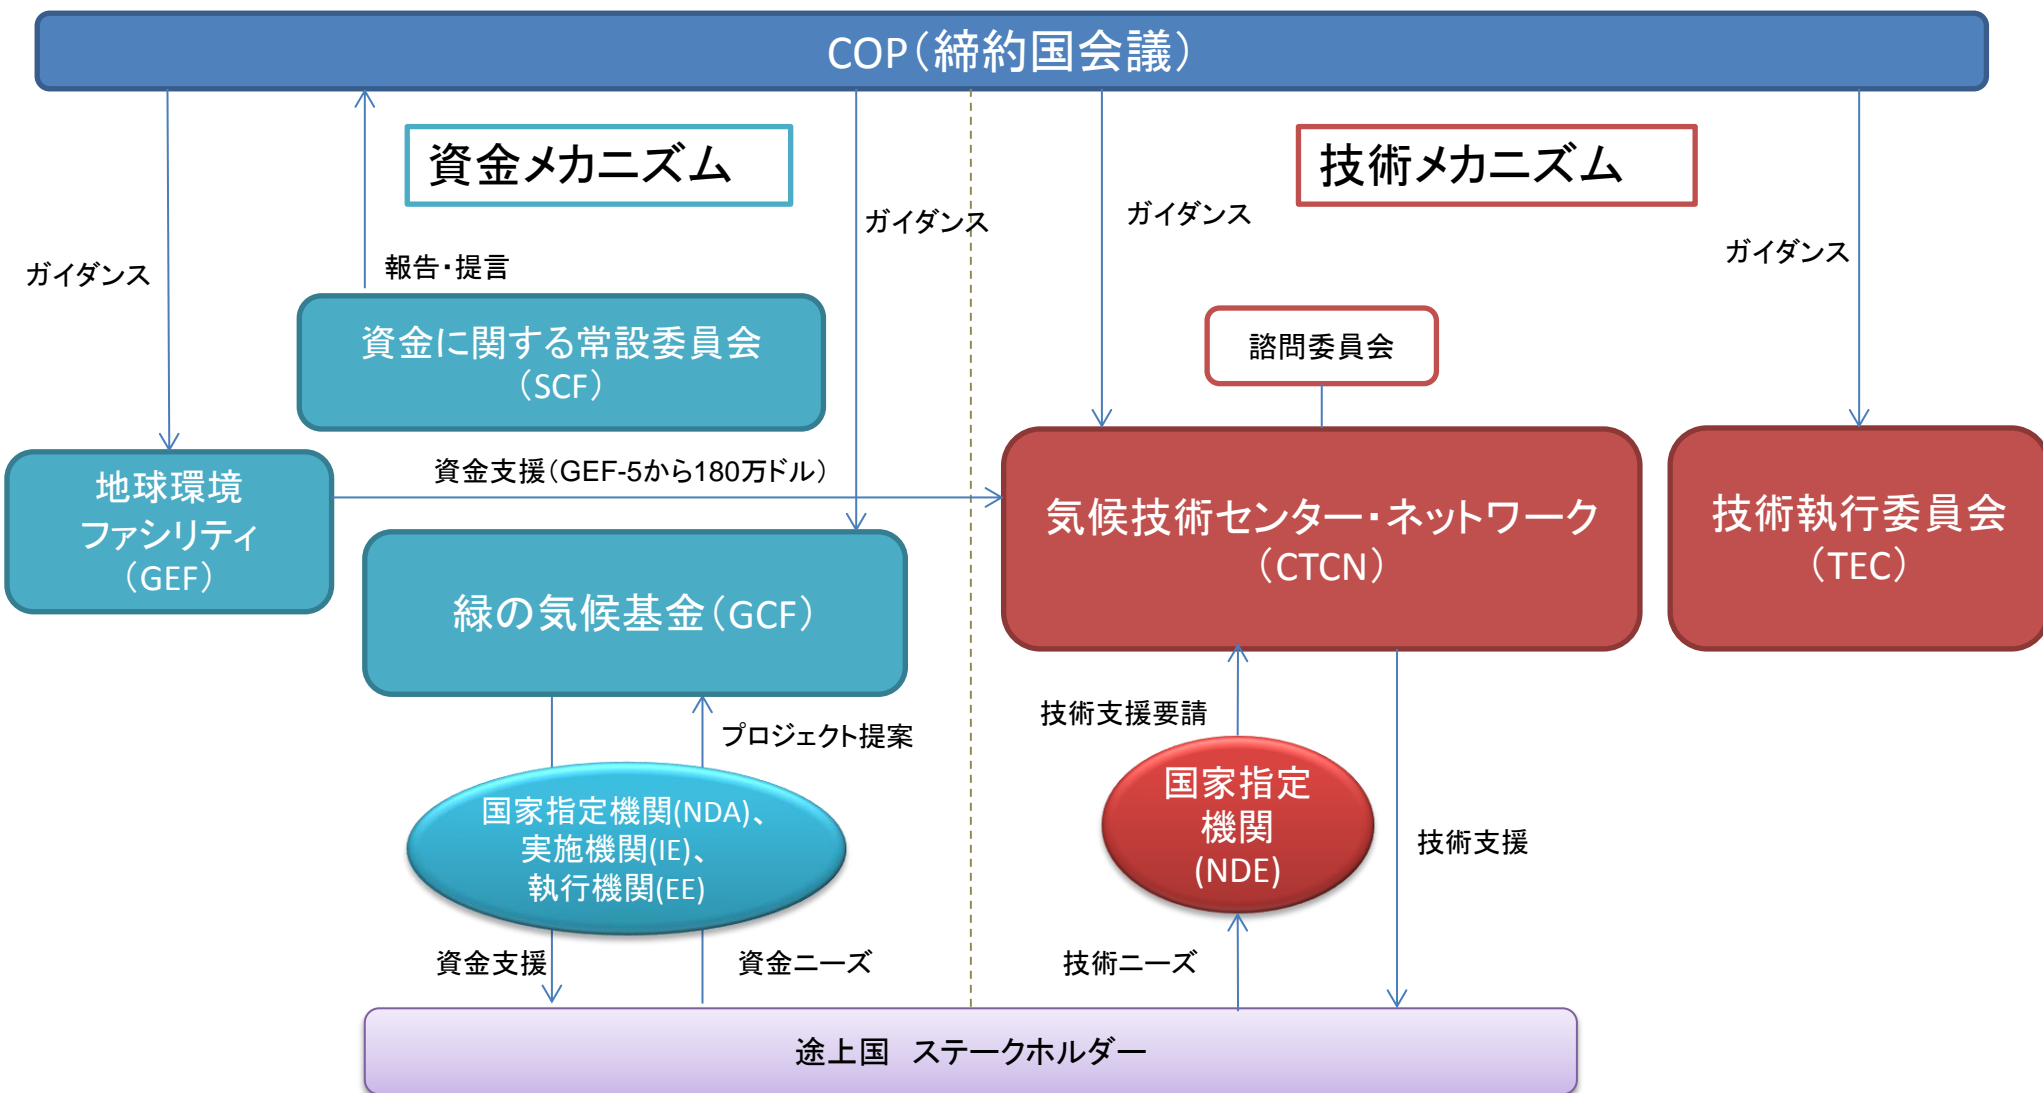 COP（締約国会議）
資金メカニズム
技術メカニズム
ガイダンス
ガイダンス
ガイダンス
ガイダンス
報告・提言
資金に関する常設委員会
（SCF）
諮問委員会
地球環境
ファシリティ
（GEF）
資金支援（GEF-5から180万ドル）
気候技術センター・ネットワーク
（CTCN）
技術執行委員会
（TEC）
緑の気候基金（GCF）
プロジェクト提案
技術支援要請
国家指定機関(NDA)、
実施機関(IE)、
執行機関(EE)
国家指定
機関
(NDE)
技術支援
資金支援
資金ニーズ
技術ニーズ
途上国　ステークホルダー